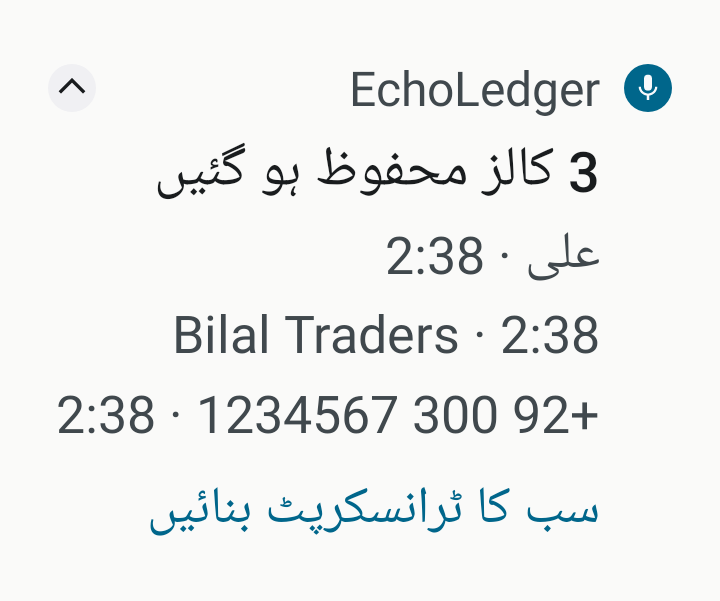 EchoLedger
3 کالز محفوظ ہو گئیں
علی · 2:38
Bilal Traders · 2:38
+92 300 1234567 · 2:38
سب کا ٹرانسکرپٹ بنائیں